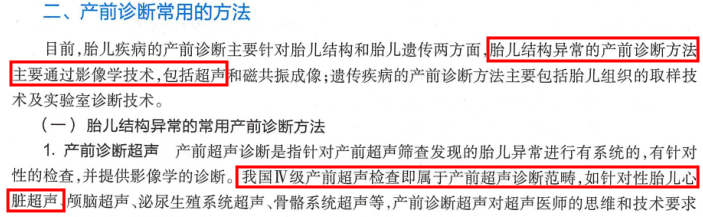 二、产前诊断常用的方法
目前,胎儿疾病的产前诊断主要针对胎儿结构和胎儿遗传两方面,胎儿结构异常的产前诊断方法
主要通过影像学技术,包括超声和磁共振成像;遗传疾病的产前诊断方法主要包括胎儿组织的取样技
术及实验室诊断技术。
(一)胎儿结构异常的常用产前诊断方法
1. 产前诊断超声 产前超声诊断是指针对产前超声筛查发现的胎儿异常进行有系统的,有针对
性的检查,并提供影像学的诊断。我国Ⅳ级产前超声检查即属于产前超声诊断范畴,如针对性胎儿心
脏超声、颅脑超声、泌尿生殖系统超声、骨骼系统超声等,产前诊断超声对超声医师的思维和技术要求